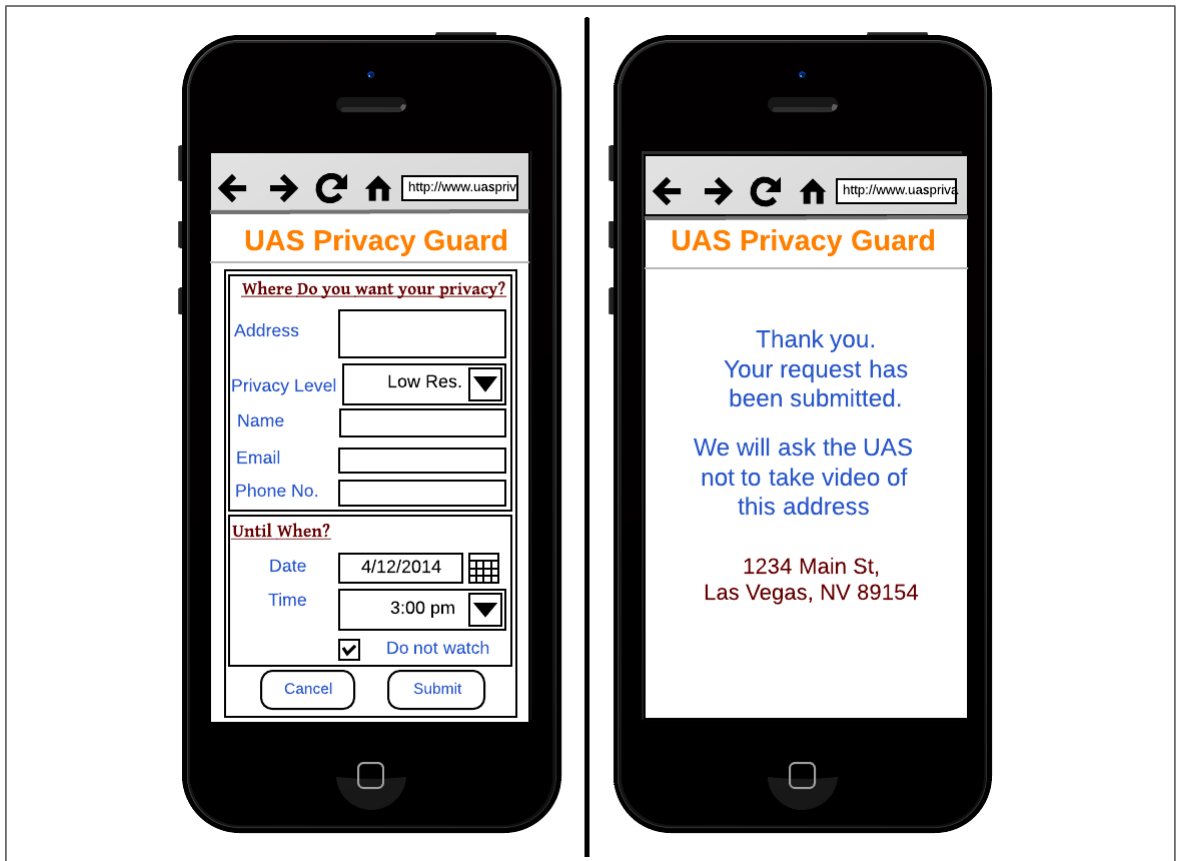 http://www.uaspriv
UAS Privacy Guard
Where Do you want your privacy?
Address
Privacy Level Low Res.
Name
Email
Phone No.
Until When?
Date 4/12/2014
Time 3:00 pm
Do not watch
Cancel Submit
http://www.uaspriva
UAS Privacy Guard
Thank you.
Your request has
been submitted.
We will ask the UAS
not to take video of
this address
1234 Main St,
Las Vegas, NV 89154